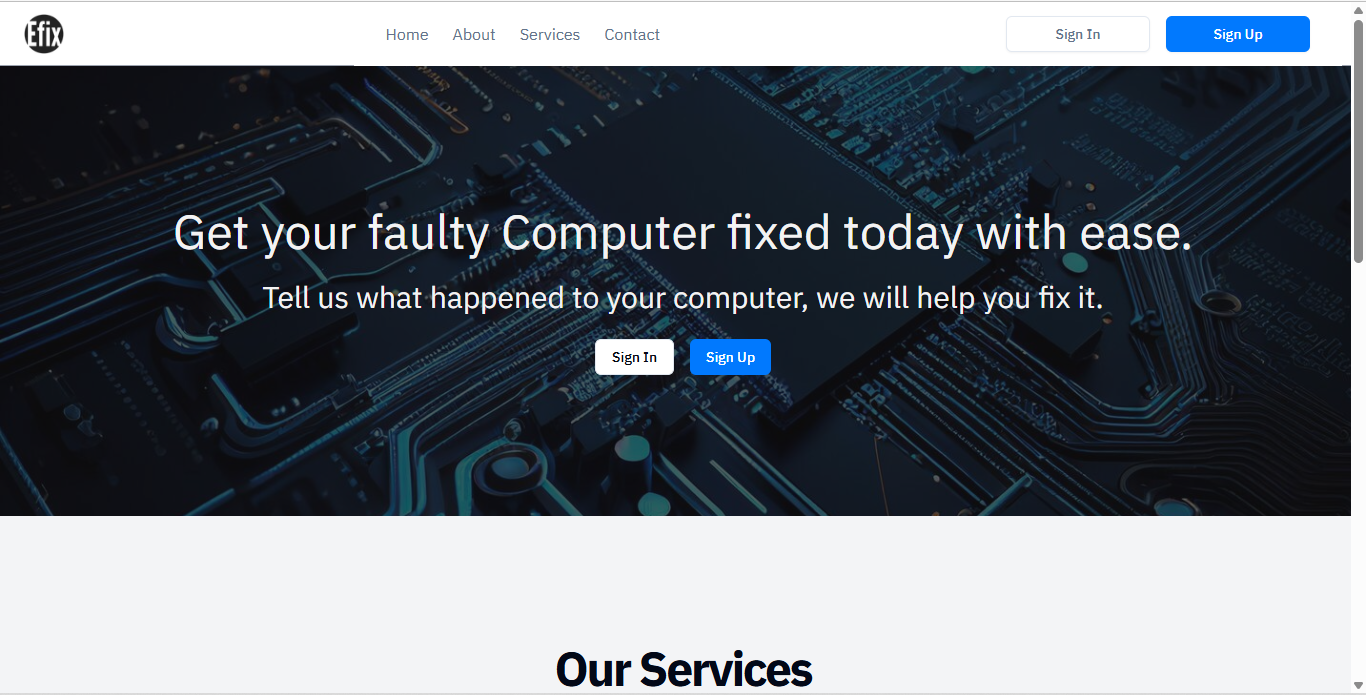 Efix
Home About Services Contact Sign In Sign Up
Get your faulty Computer fixed today with ease.
Tell us what happened to your computer, we will help you fix it.
Sign In Sign Up
Our Services